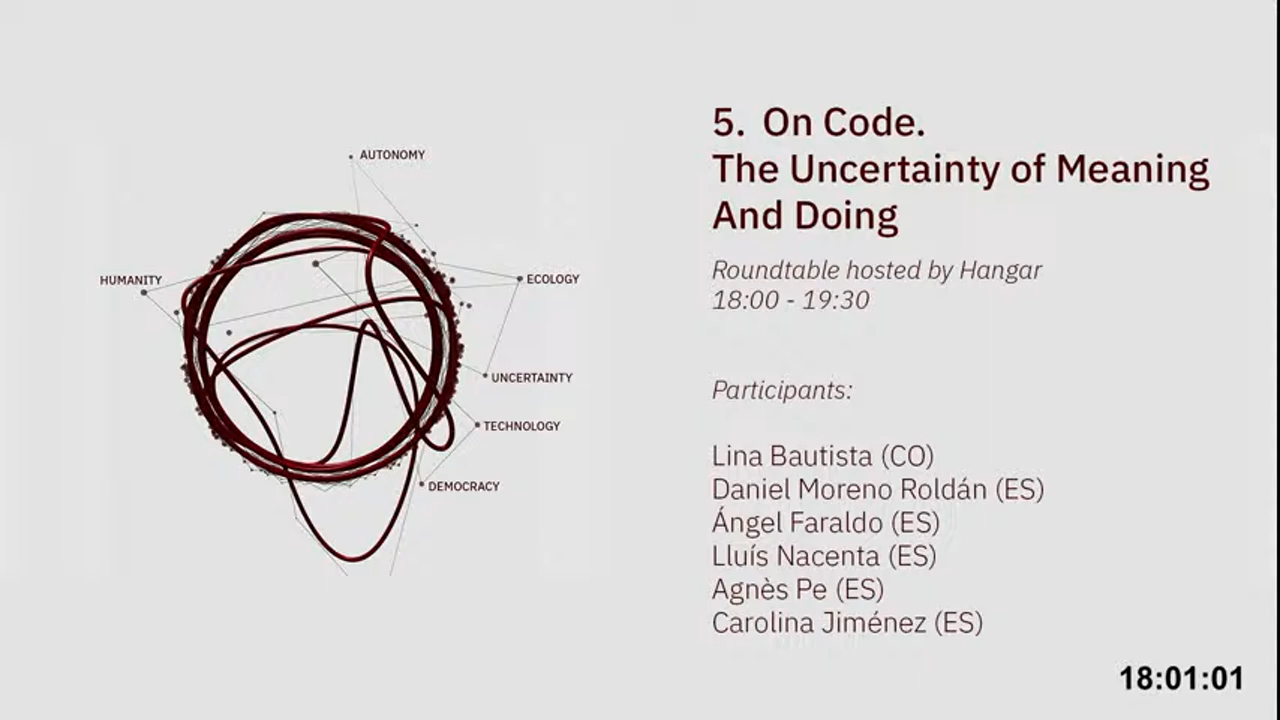 AUTONOMY
HUMANITY
ECOLOGY
UNCERTAINTY
TECHNOLOGY
DEMOCRACY
5. On Code.
The Uncertainty of Meaning
And Doing
Roundtable hosted by Hangar
18:00 - 19:30
Participants:
Lina Bautista (CO)
Daniel Moreno Roldán (ES)
Ángel Faraldo (ES)
Lluís Nacenta (ES)
Agnès Pe (ES)
Carolina Jiménez (ES)
18:01:01